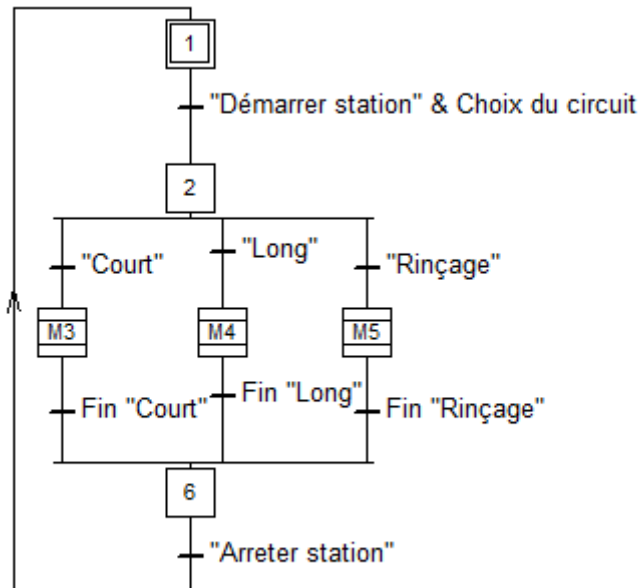 1
"Démarrer station" & Choix du circuit
2
"Court"
"Long"
"Rinçage"
M3
M4
M5
Fin "Court"
Fin "Long"
Fin "Rinçage"
6
"Arreter station"